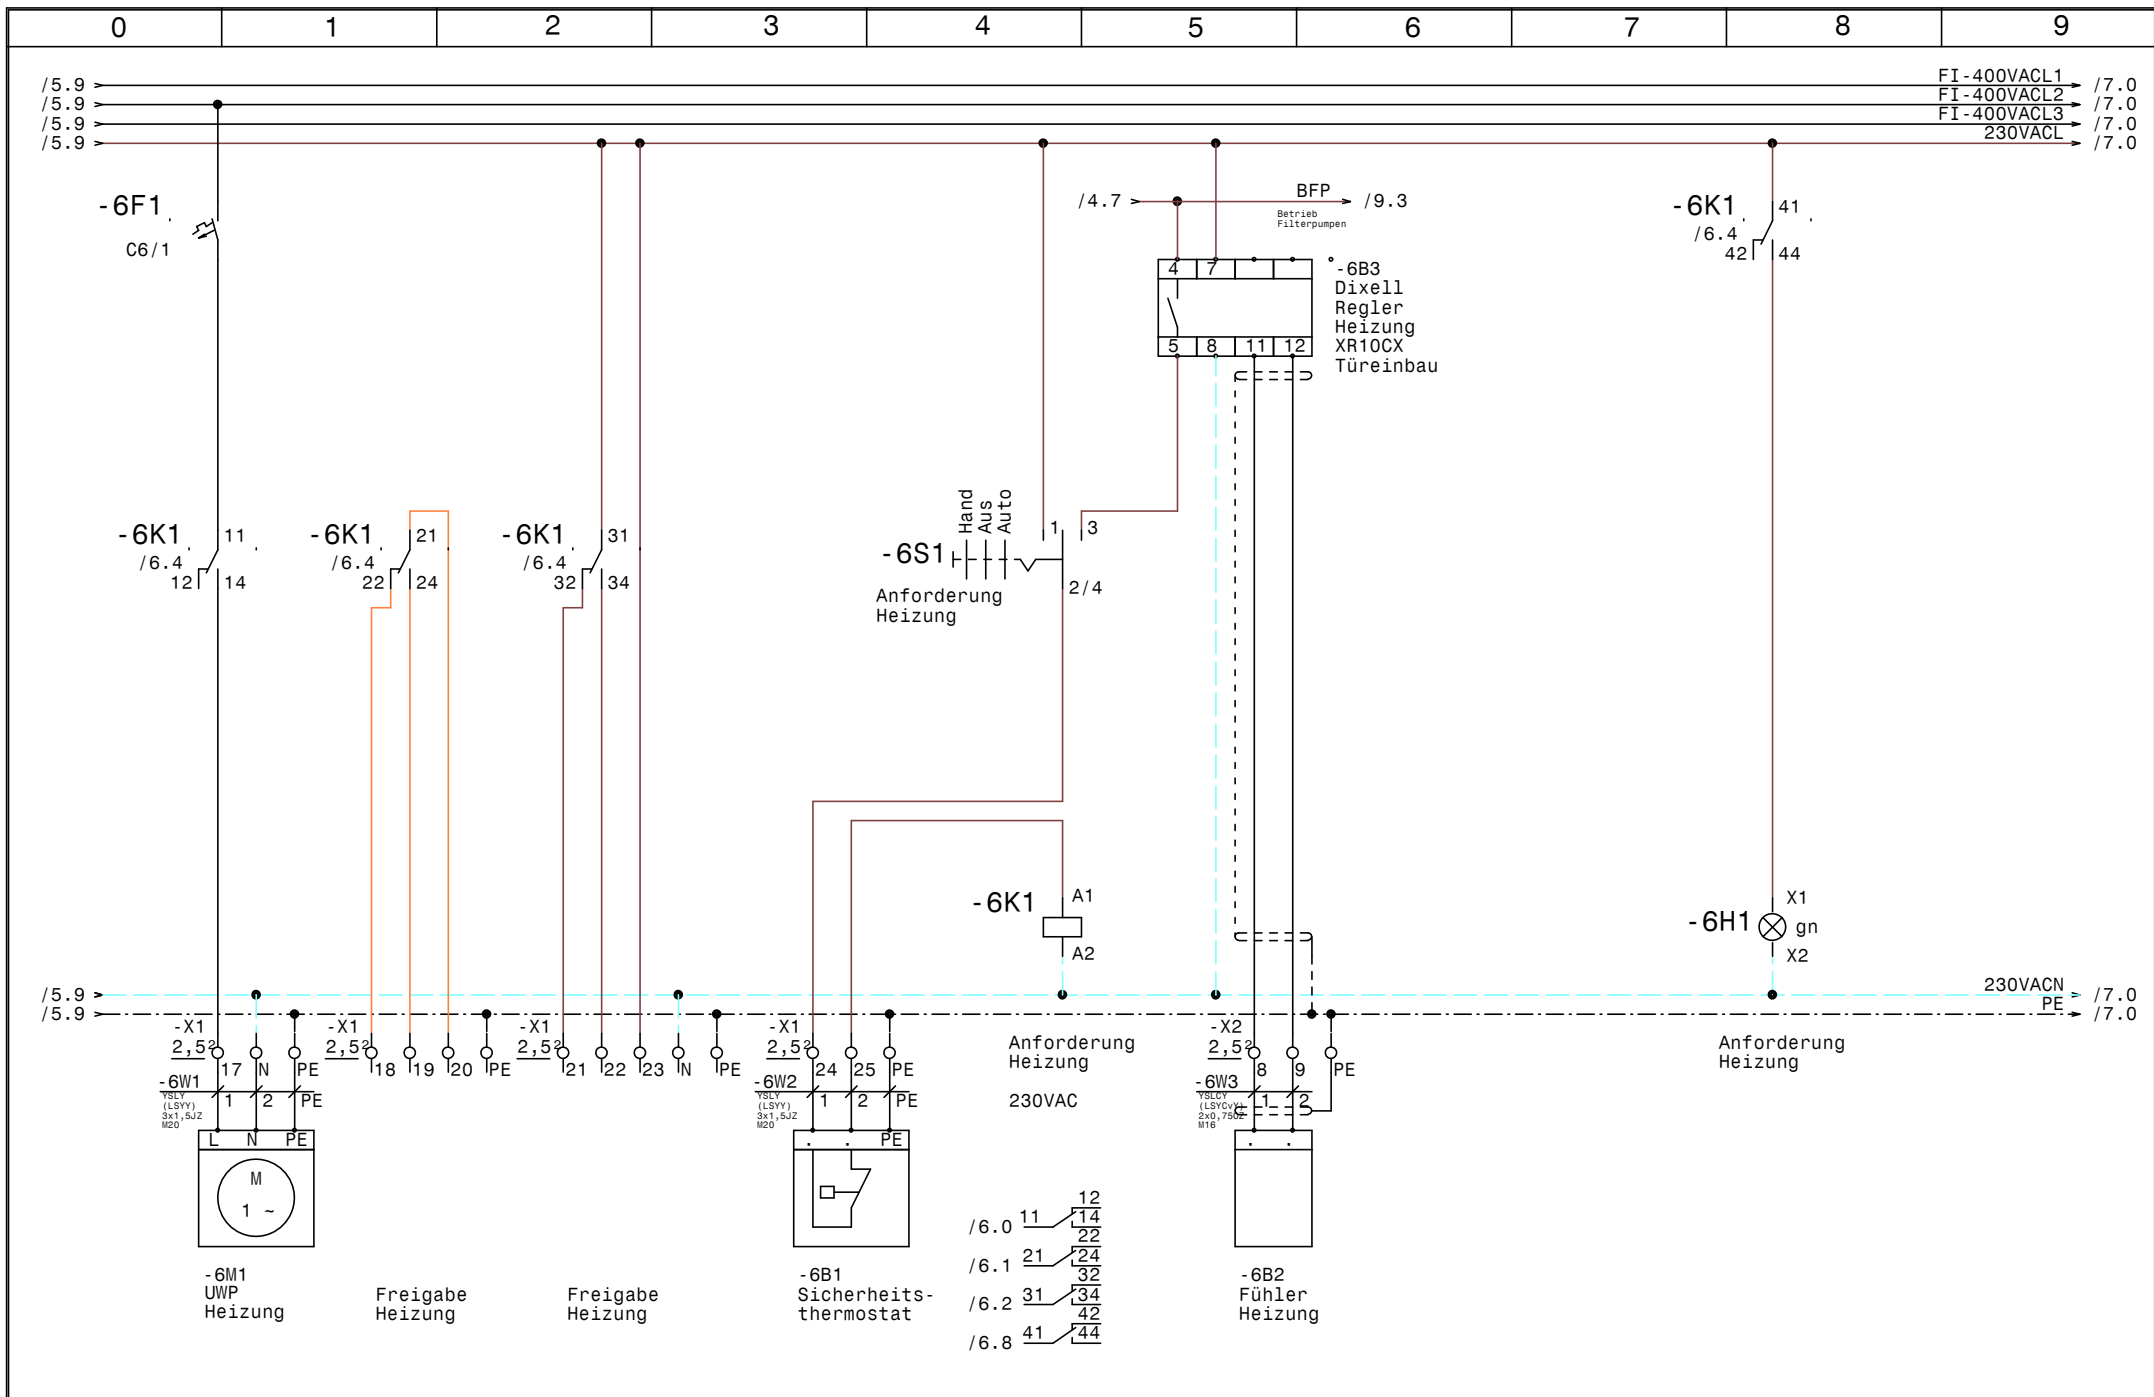 0 1 2 3 4 5 6 7 8 9
/5.9 FI-400VACL1 /7.0
/5.9 FI-400VACL2 /7.0
/5.9 FI-400VACL3 /7.0
/5.9 230VACL /7.0
-6F1
C6/1
/4.7 BFP /9.3
Betrieb
Filterpumpen
-6K1 41
/6.4
42 44
4 7
-6B3
Dixell
Regler
Heizung
XR10CX
Türeinbau
5 8 11 12
-6K1 11
/6.4
12 14
-6K1 21
/6.4
22 24
-6K1 31
/6.4
32 34
Hand
Aus
Auto
-6S1 1 3
2/4
Anforderung
Heizung
-6K1 A1
A2
-6H1 X1
gn
X2
/5.9 230VACN /7.0
/5.9 PE /7.0
-X1
2,5²
17 N PE
-X1
2,5²
18 19 20 PE
-X1
2,5²
21 22 23 N PE
-X1
2,5²
24 25 PE
Anforderung
Heizung
230VAC
-X2
2,5²
8 9 PE
Anforderung
Heizung
-6W1
YSLY
(LSYY)
3x1,5JZ
M20
1 2 PE
-6W2
YSLY
(LSYY)
3x1,5JZ
M20
1 2 PE
-6W3
YSLCY
(LSYCvY)
2x0,75OZ
M16
1 2
L N PE
M
1 ~
-6M1
UWP
Heizung
Freigabe
Heizung
Freigabe
Heizung
. . PE
-6B1
Sicherheits-
thermostat
12
/6.0 11 14
22
/6.1 21 24
32
/6.2 31 34
42
/6.8 41 44
. .
-6B2
Fühler
Heizung